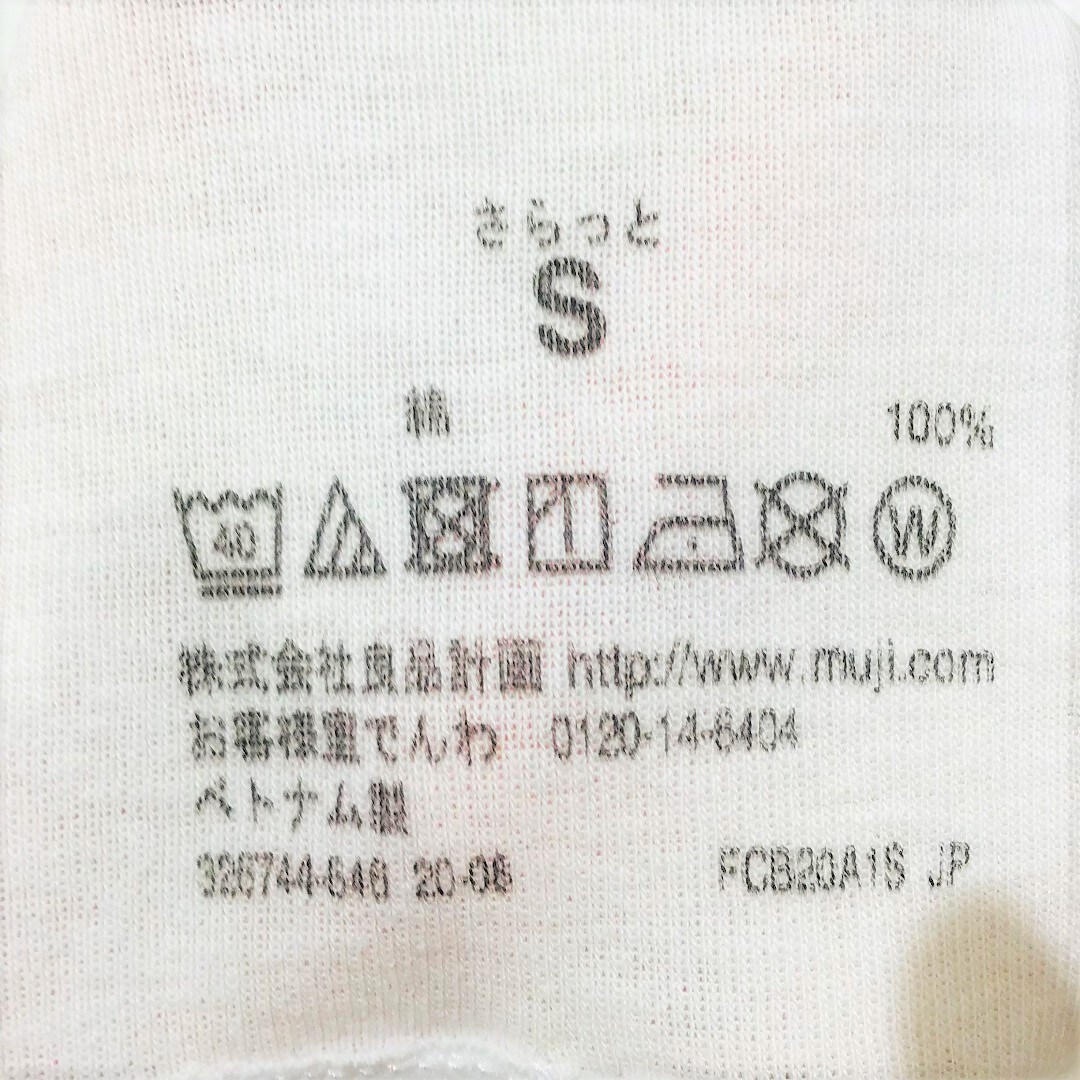 さらっと
S
綿 100%
40
W
株式会社良品計画 http://www.muji.com
お客様室でんわ 0120-14-6404
ベトナム製
326744-646 20-08
FCB20A1S JP